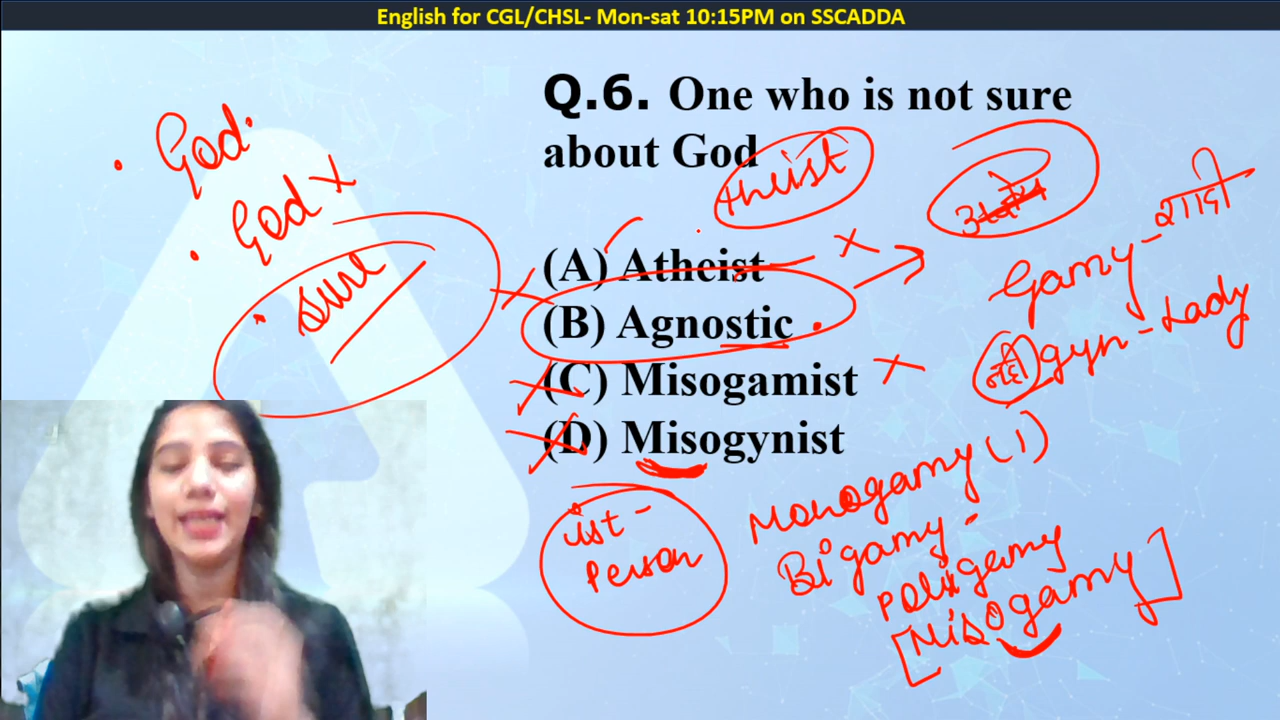 English for CGL/CHSL- Mon-sat 10:15PM on SSCADDA
Q.6. One who is not sure
about God
(A) Atheist
(B) Agnostic
(C) Misogamist
(D) Misogynist
God
God x
sure
theist
Gamy - शादी
नहीं gyn - Lady
ist -
Person
Monogamy (1)
Bigamy -
Polygamy
[Misogamy]